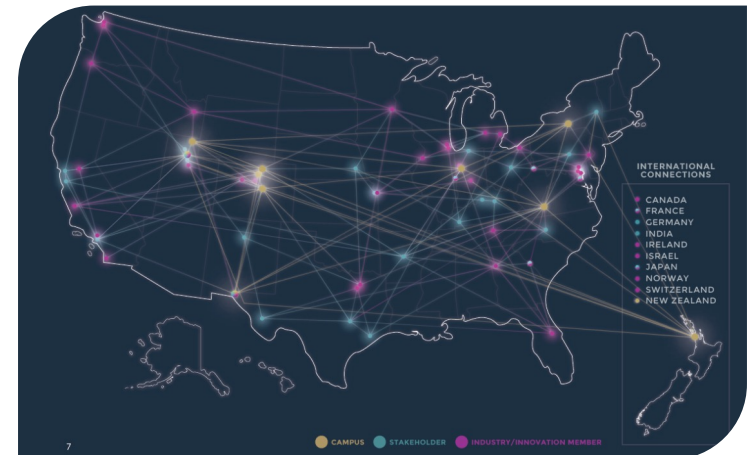 INTERNATIONAL
CONNECTIONS
CANADA
FRANCE
GERMANY
INDIA
IRELAND
ISRAEL
JAPAN
NORWAY
SWITZERLAND
NEW ZEALAND
CAMPUS
STAKEHOLDER
INDUSTRY/INNOVATION MEMBER
7